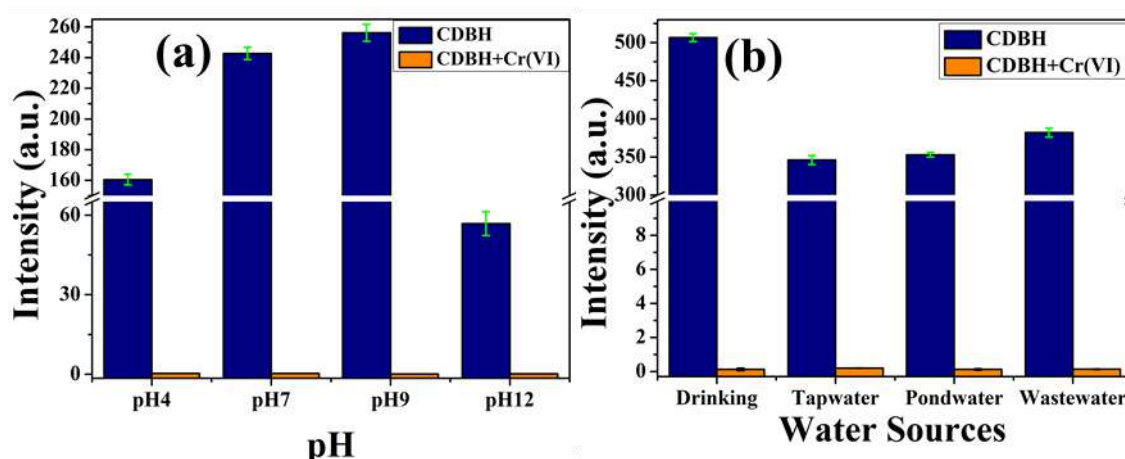 (a)
CDBH
CDBH+Cr(VI)
Intensity (a.u.)
260
240
220
200
180
160
60
30
0
pH4 pH7 pH9 pH12
pH
(b)
CDBH
CDBH+Cr(VI)
Intensity (a.u.)
500
450
400
350
300
8
6
4
2
0
Drinking Tapwater Pondwater Wastewater
Water Sources